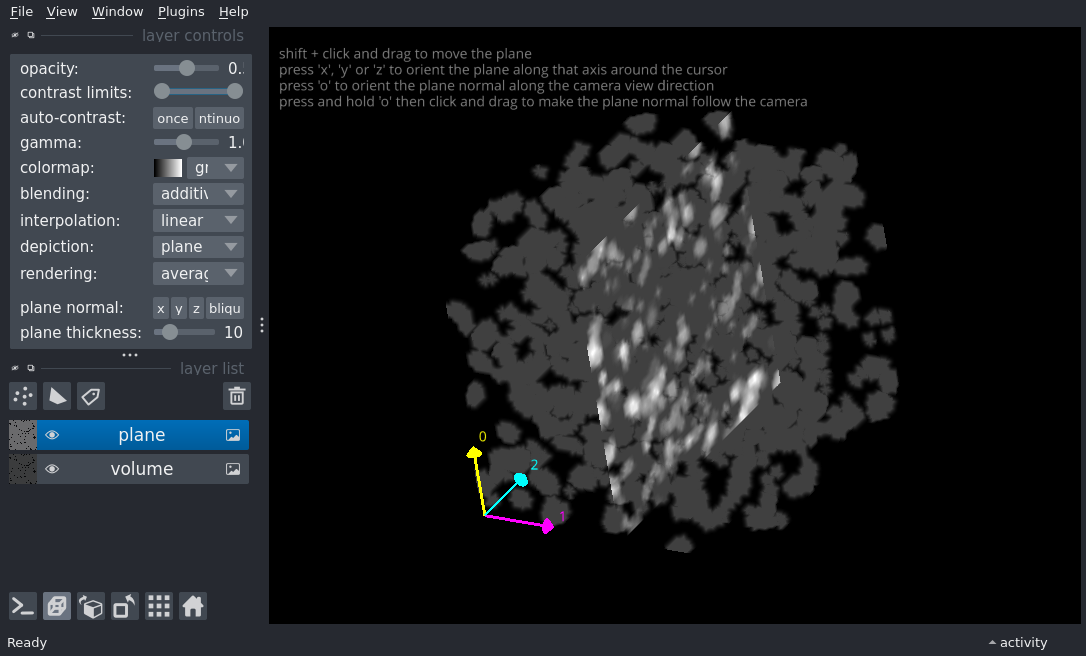 File View Window Plugins Help
layer controls
opacity: 0.
contrast limits:
auto-contrast: once ntinuo
gamma: 1.
colormap: gr
blending: additiv
interpolation: linear
depiction: plane
rendering: averag
plane normal: x y z bliqu
plane thickness: 10
layer list
plane
volume
shift + click and drag to move the plane
press 'x', 'y' or 'z' to orient the plane along that axis around the cursor
press 'o' to orient the plane normal along the camera view direction
press and hold 'o' then click and drag to make the plane normal follow the camera
0
2
1
Ready
activity